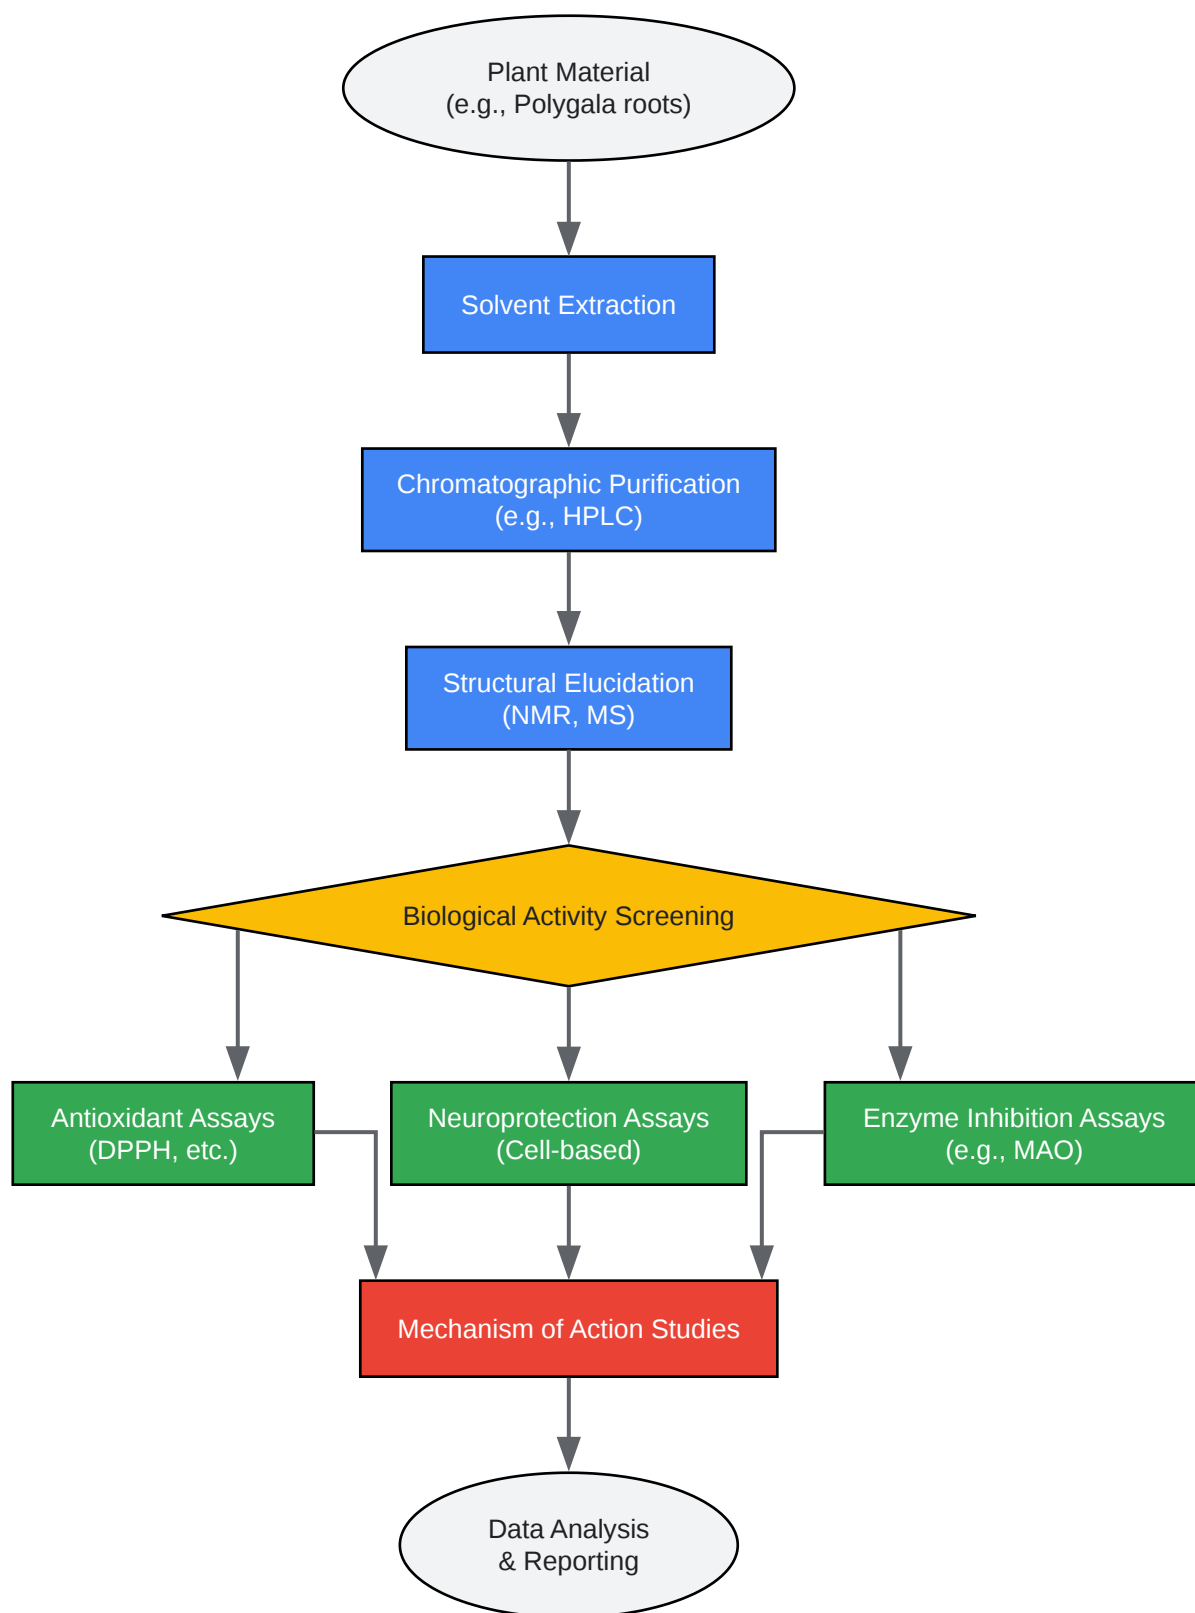 Plant Material
(e.g., Polygala roots)
Solvent Extraction
Chromatographic Purification
(e.g., HPLC)
Structural Elucidation
(NMR, MS)
Biological Activity Screening
Antioxidant Assays
(DPPH, etc.)
Neuroprotection Assays
(Cell-based)
Enzyme Inhibition Assays
(e.g., MAO)
Mechanism of Action Studies
Data Analysis
& Reporting